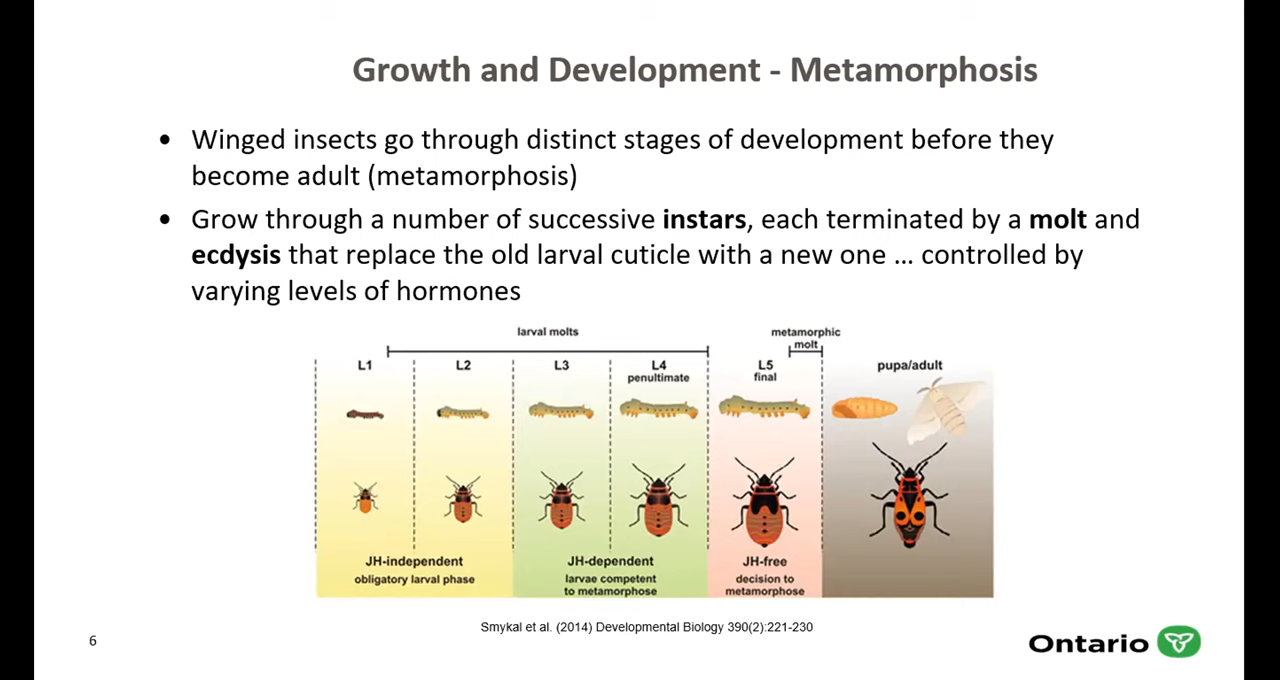 Growth and Development - Metamorphosis
• Winged insects go through distinct stages of development before they
become adult (metamorphosis)
• Grow through a number of successive instars, each terminated by a molt and
ecdysis that replace the old larval cuticle with a new one … controlled by
varying levels of hormones
larval molts
metamorphic
molt
L1
L2
L3
L4
penultimate
L5
final
pupa/adult
JH-independent
obligatory larval phase
JH-dependent
larvae competent
to metamorphose
JH-free
decision to
metamorphose
Smykal et al. (2014) Developmental Biology 390(2):221-230
6
Ontario